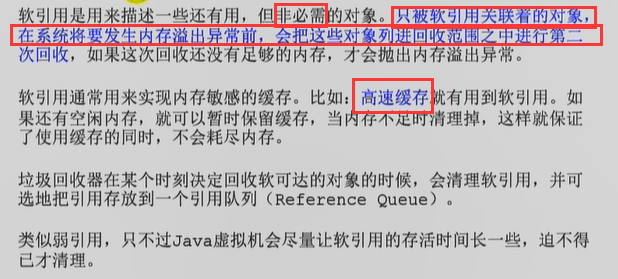 软引用是用来描述一些还有用，但非必需的对象。只被软引用关联着的对象，
在系统将要发生内存溢出异常前，会把这些对象列进回收范围之中进行第二
次回收，如果这次回收还没有足够的内存，才会抛出内存溢出异常。
软引用通常用来实现内存敏感的缓存。比如：高速缓存就有用到软引用。如
果还有空闲内存，就可以暂时保留缓存，当内存不足时清理掉，这样就保证
了使用缓存的同时，不会耗尽内存。
垃圾回收器在某个时刻决定回收软可达的对象的时候，会清理软引用，并可
选地把引用存放到一个引用队列（Reference Queue）。
类似弱引用，只不过Java虚拟机会尽量让软引用的存活时间长一些，迫不得
已才清理。